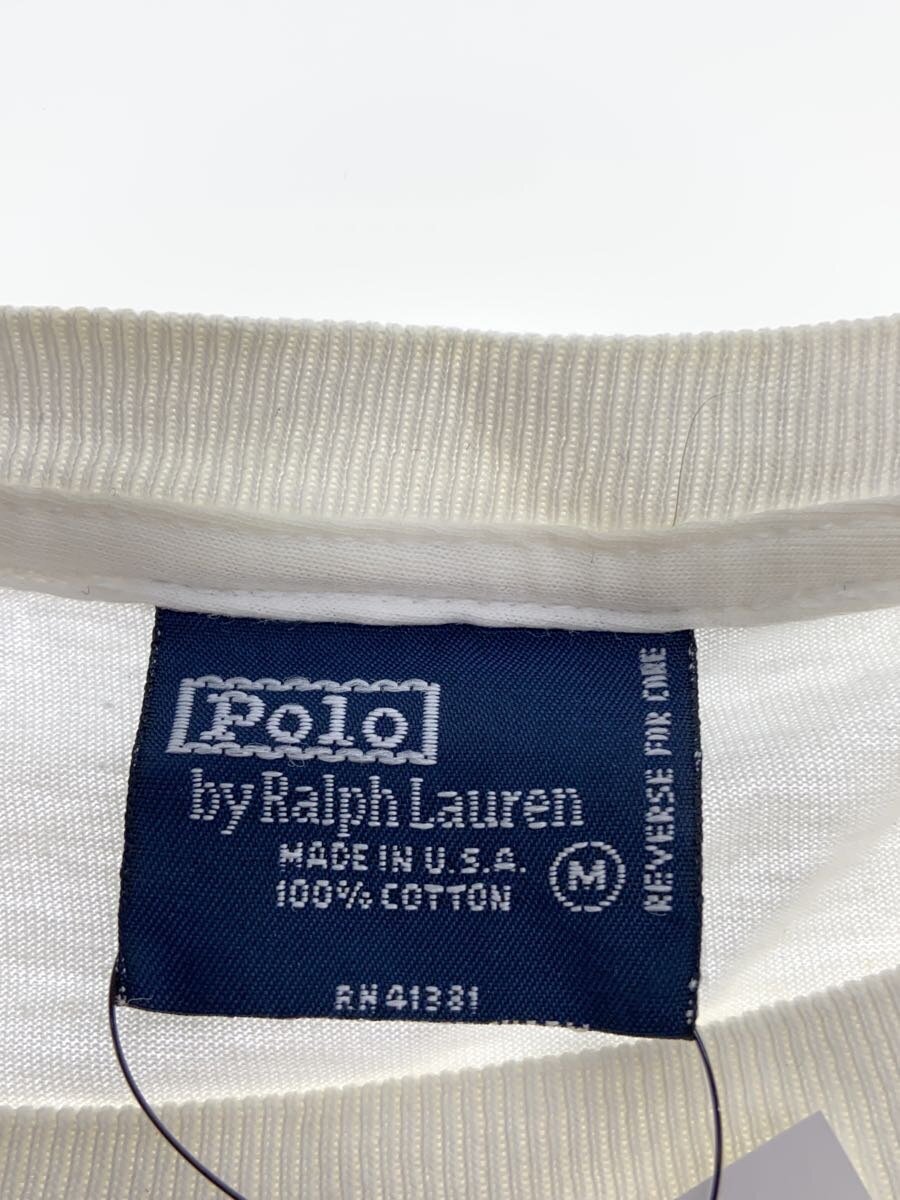 Polo
by Ralph Lauren
MADE IN U.S.A.
100% COTTON
M
REVERSE FOR CARE
RN 41381